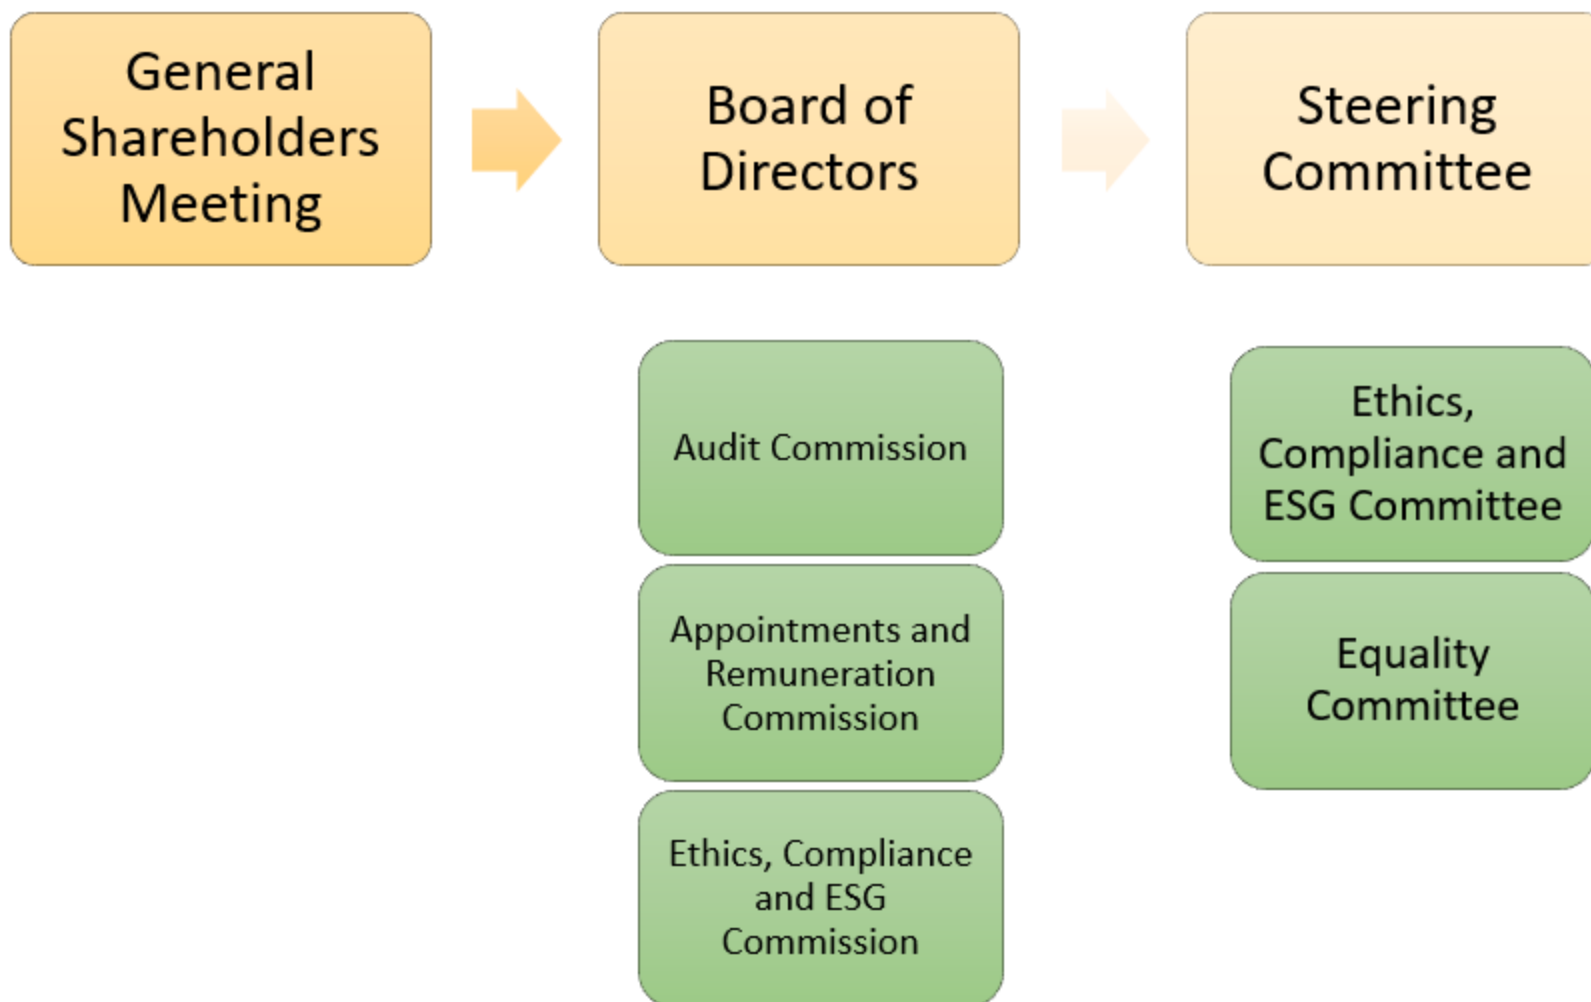 General
Shareholders
Meeting
Board of
Directors
Steering
Committee
Audit Commission
Appointments and
Remuneration
Commission
Ethics, Compliance
and ESG
Commission
Ethics,
Compliance and
ESG Committee
Equality
Committee